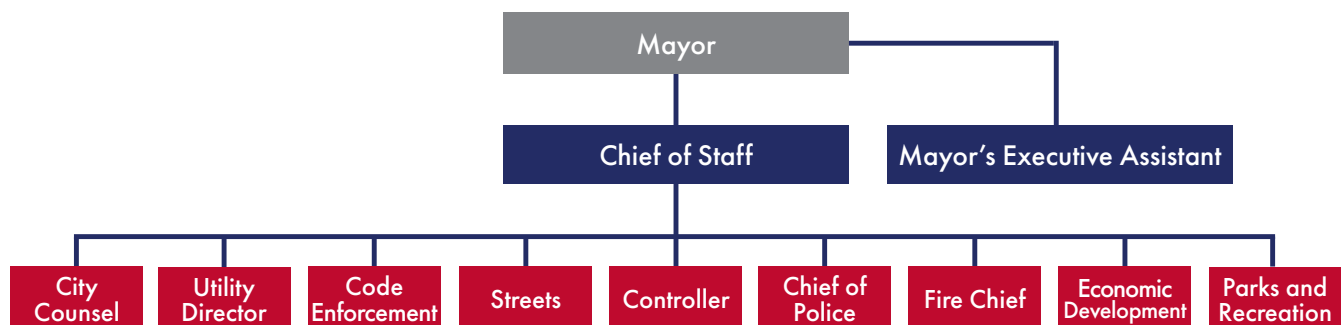 Mayor
Chief of Staff
Mayor’s Executive Assistant
City
Counsel
Utility
Director
Code
Enforcement
Streets
Controller
Chief of
Police
Fire Chief
Economic
Development
Parks and
Recreation